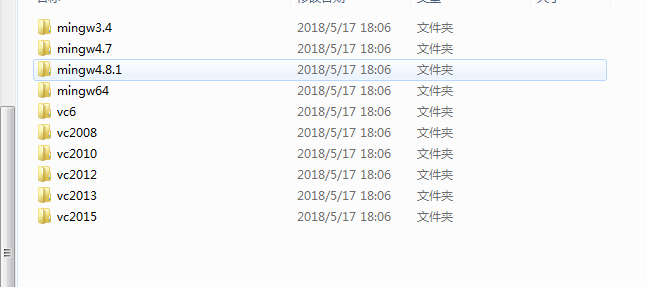 修改日期
mingw3.4 2018/5/17 18:06 文件夹
mingw4.7 2018/5/17 18:06 文件夹
mingw4.8.1 2018/5/17 18:06 文件夹
mingw64 2018/5/17 18:06 文件夹
vc6 2018/5/17 18:06 文件夹
vc2008 2018/5/17 18:06 文件夹
vc2010 2018/5/17 18:06 文件夹
vc2012 2018/5/17 18:06 文件夹
vc2013 2018/5/17 18:06 文件夹
vc2015 2018/5/17 18:06 文件夹